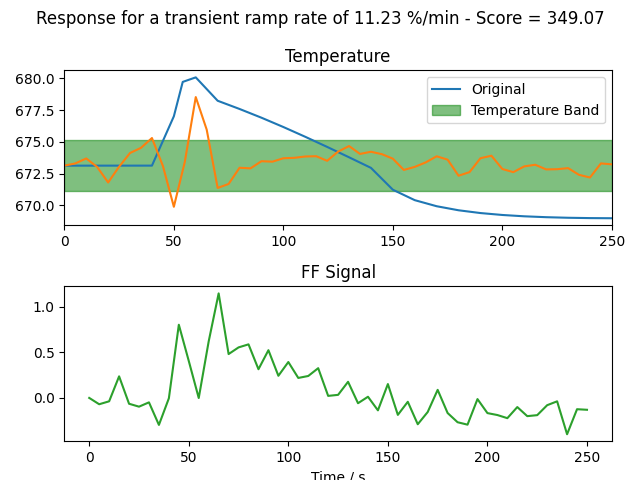 Response for a transient ramp rate of 11.23 %/min - Score = 349.07
Temperature
680.0
677.5
675.0
672.5
670.0
Original
Temperature Band
0 50 100 150 200 250
FF Signal
1.0
0.5
0.0
0 50 100 150 200 250
Time / s